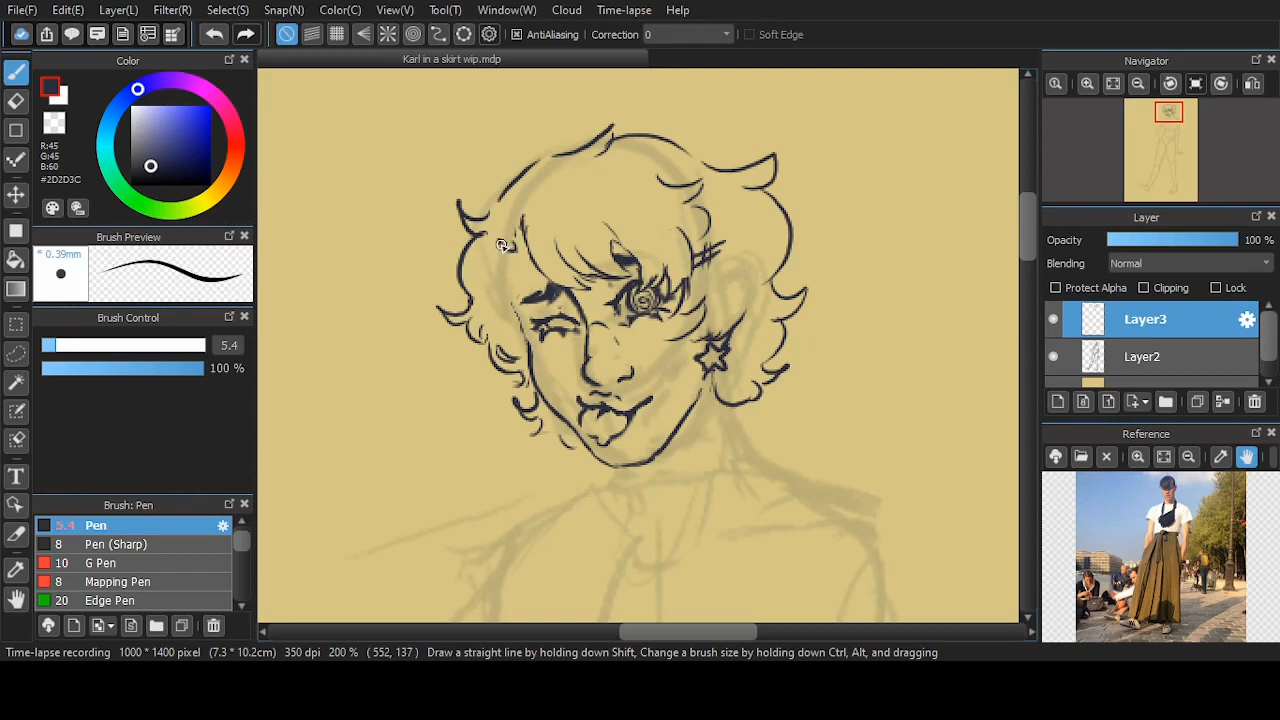 File(F) Edit(E) Layer(L) Filter(R) Select(S) Snap(N) Color(C) View(V) Tool(T) Window(W) Cloud Time-lapse Help
AntiAliasing Correction 0 Soft Edge
Color
Karl in a skirt wip.mdp
Navigator
R:45
G:45
B:60
#2D2D3C
Brush Preview
* 0.39mm
Layer
Opacity 100 %
Blending Normal
Protect Alpha Clipping Lock
Brush Control
Layer3
5.4
Layer2
100 %
8 1
Reference
T
Brush: Pen
5.4 Pen
8 Pen (Sharp)
10 G Pen
8 Mapping Pen
20 Edge Pen
Time-lapse recording 1000 * 1400 pixel (7.3 * 10.2cm) 350 dpi 200 % ( 552, 137 ) Draw a straight line by holding down Shift, Change a brush size by holding down Ctrl, Alt, and dragging